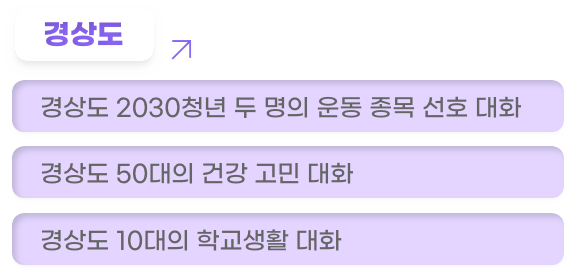 경상도
경상도 2030청년 두 명의 운동 종목 선호 대화
경상도 50대의 건강 고민 대화
경상도 10대의 학교생활 대화